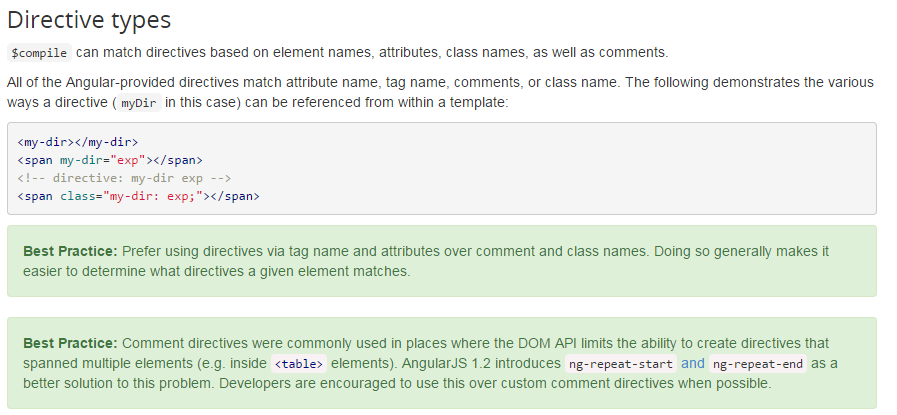 Directive types
$compile can match directives based on element names, attributes, class names, as well as comments.
All of the Angular-provided directives match attribute name, tag name, comments, or class name. The following demonstrates the various
ways a directive ( myDir in this case) can be referenced from within a template:
<my-dir></my-dir>
<span my-dir="exp"></span>
<!-- directive: my-dir exp -->
<span class="my-dir: exp;"></span>
Best Practice: Prefer using directives via tag name and attributes over comment and class names. Doing so generally makes it
easier to determine what directives a given element matches.
Best Practice: Comment directives were commonly used in places where the DOM API limits the ability to create directives that
spanned multiple elements (e.g. inside <table> elements). AngularJS 1.2 introduces ng-repeat-start and ng-repeat-end as a
better solution to this problem. Developers are encouraged to use this over custom comment directives when possible.